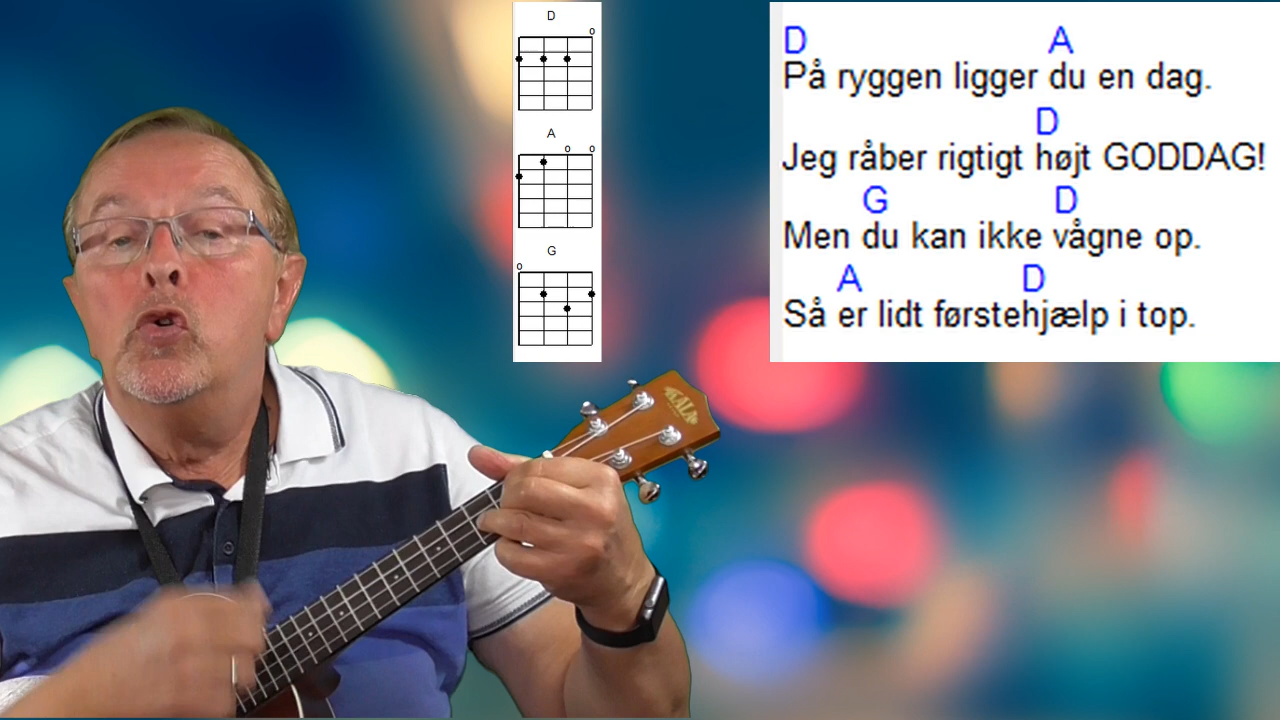 D
o
A
o o
G
o
D A
På ryggen ligger du en dag.
D
Jeg råber rigtigt højt GODDAG!
G D
Men du kan ikke vågne op.
A D
Så er lidt førstehjælp i top.
KALA